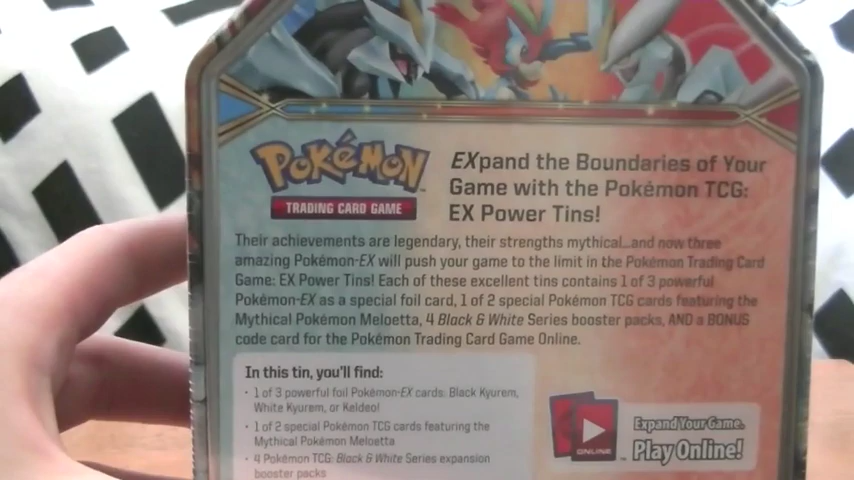 POKÉMON
TRADING CARD GAME
EXpand the Boundaries of Your
Game with the Pokémon TCG:
EX Power Tins!
Their achievements are legendary, their strengths mythical...and now three
amazing Pokémon-EX will push your game to the limit in the Pokémon Trading Card
Game: EX Power Tins! Each of these excellent tins contains 1 of 3 powerful
Pokémon-EX as a special foil card, 1 of 2 special Pokémon TCG cards featuring the
Mythical Pokémon Meloetta, 4 Black & White Series booster packs, AND a BONUS
code card for the Pokémon Trading Card Game Online.
In this tin, you'll find:
• 1 of 3 powerful foil Pokémon-EX cards: Black Kyurem,
White Kyurem, or Keldeo!
• 1 of 2 special Pokémon TCG cards featuring the
Mythical Pokémon Meloetta
• 4 Pokémon TCG: Black & White Series expansion
booster packs
ONLINE
Expand Your Game.
Play Online!